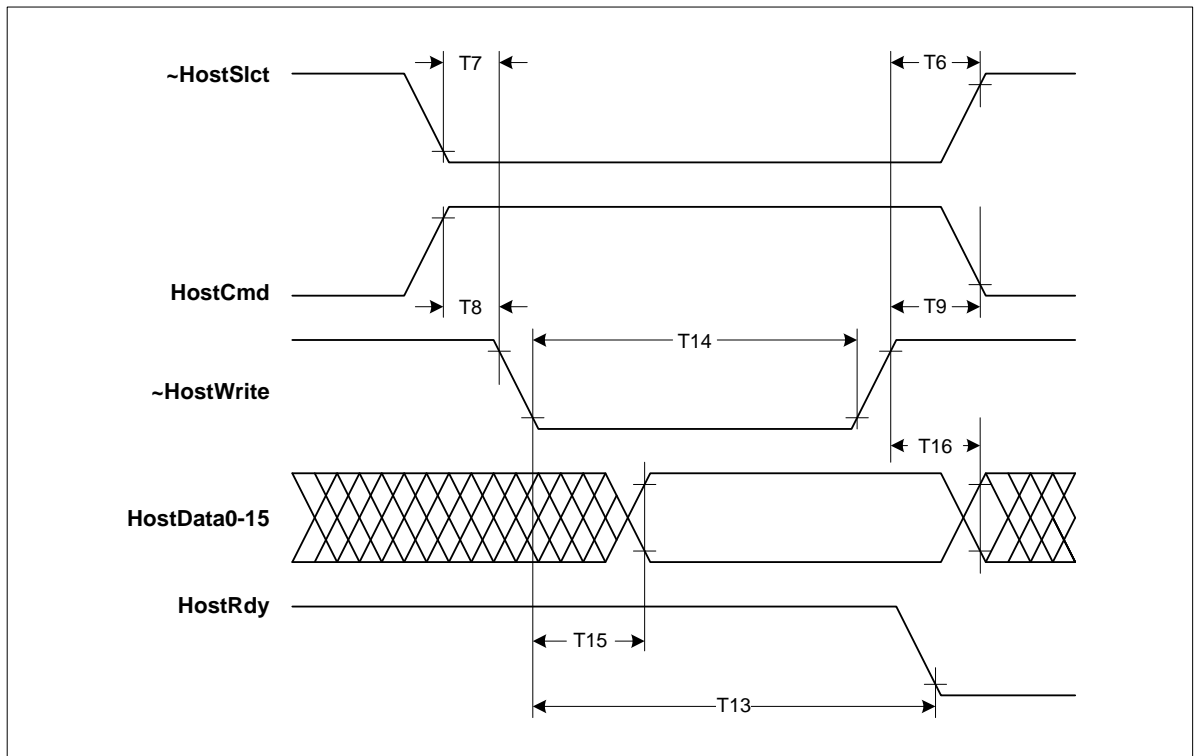 T7
T6
~HostSlct
HostCmd
T8
T9
T14
~HostWrite
T16
HostData0-15
HostRdy
T15
T13